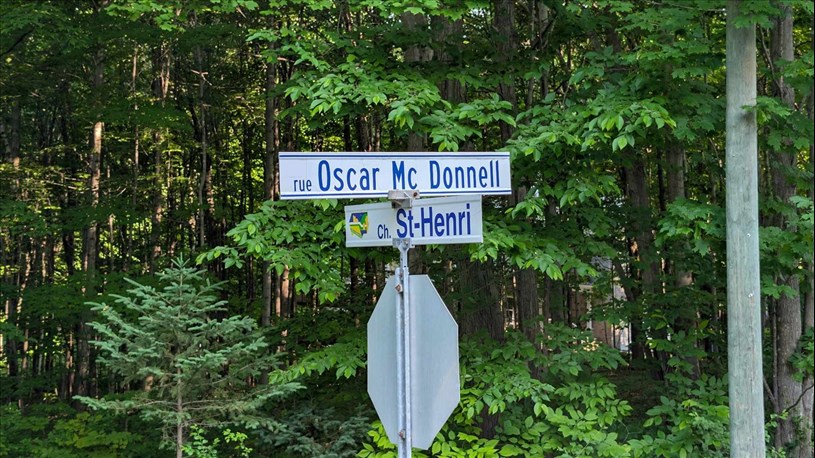 rue Oscar Mc Donnell
Ch. St-Henri